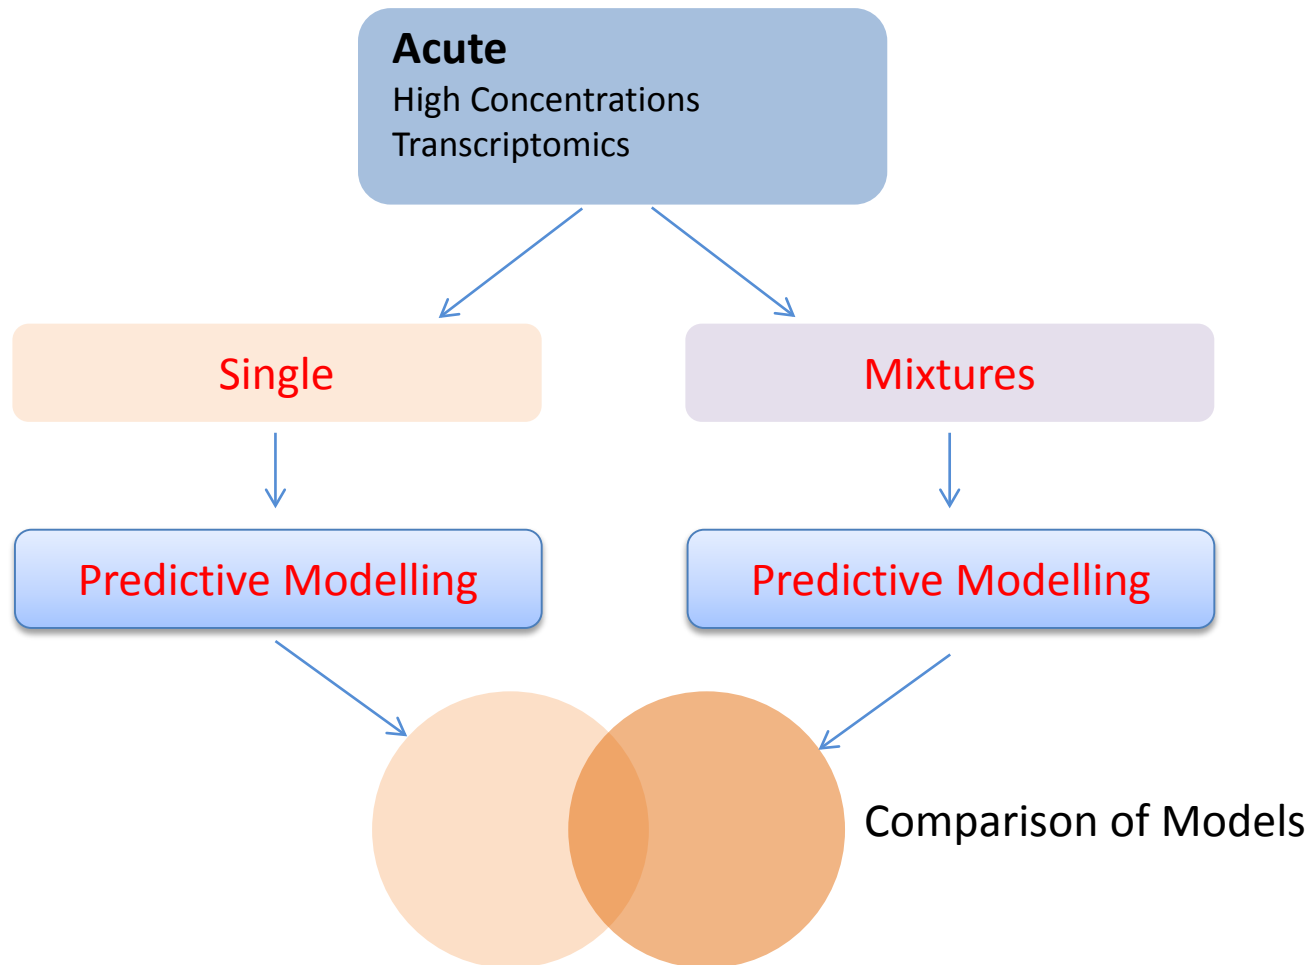 Acute
High Concentrations
Transcriptomics
Single
Mixtures
Predictive Modelling
Predictive Modelling
Comparison of Models